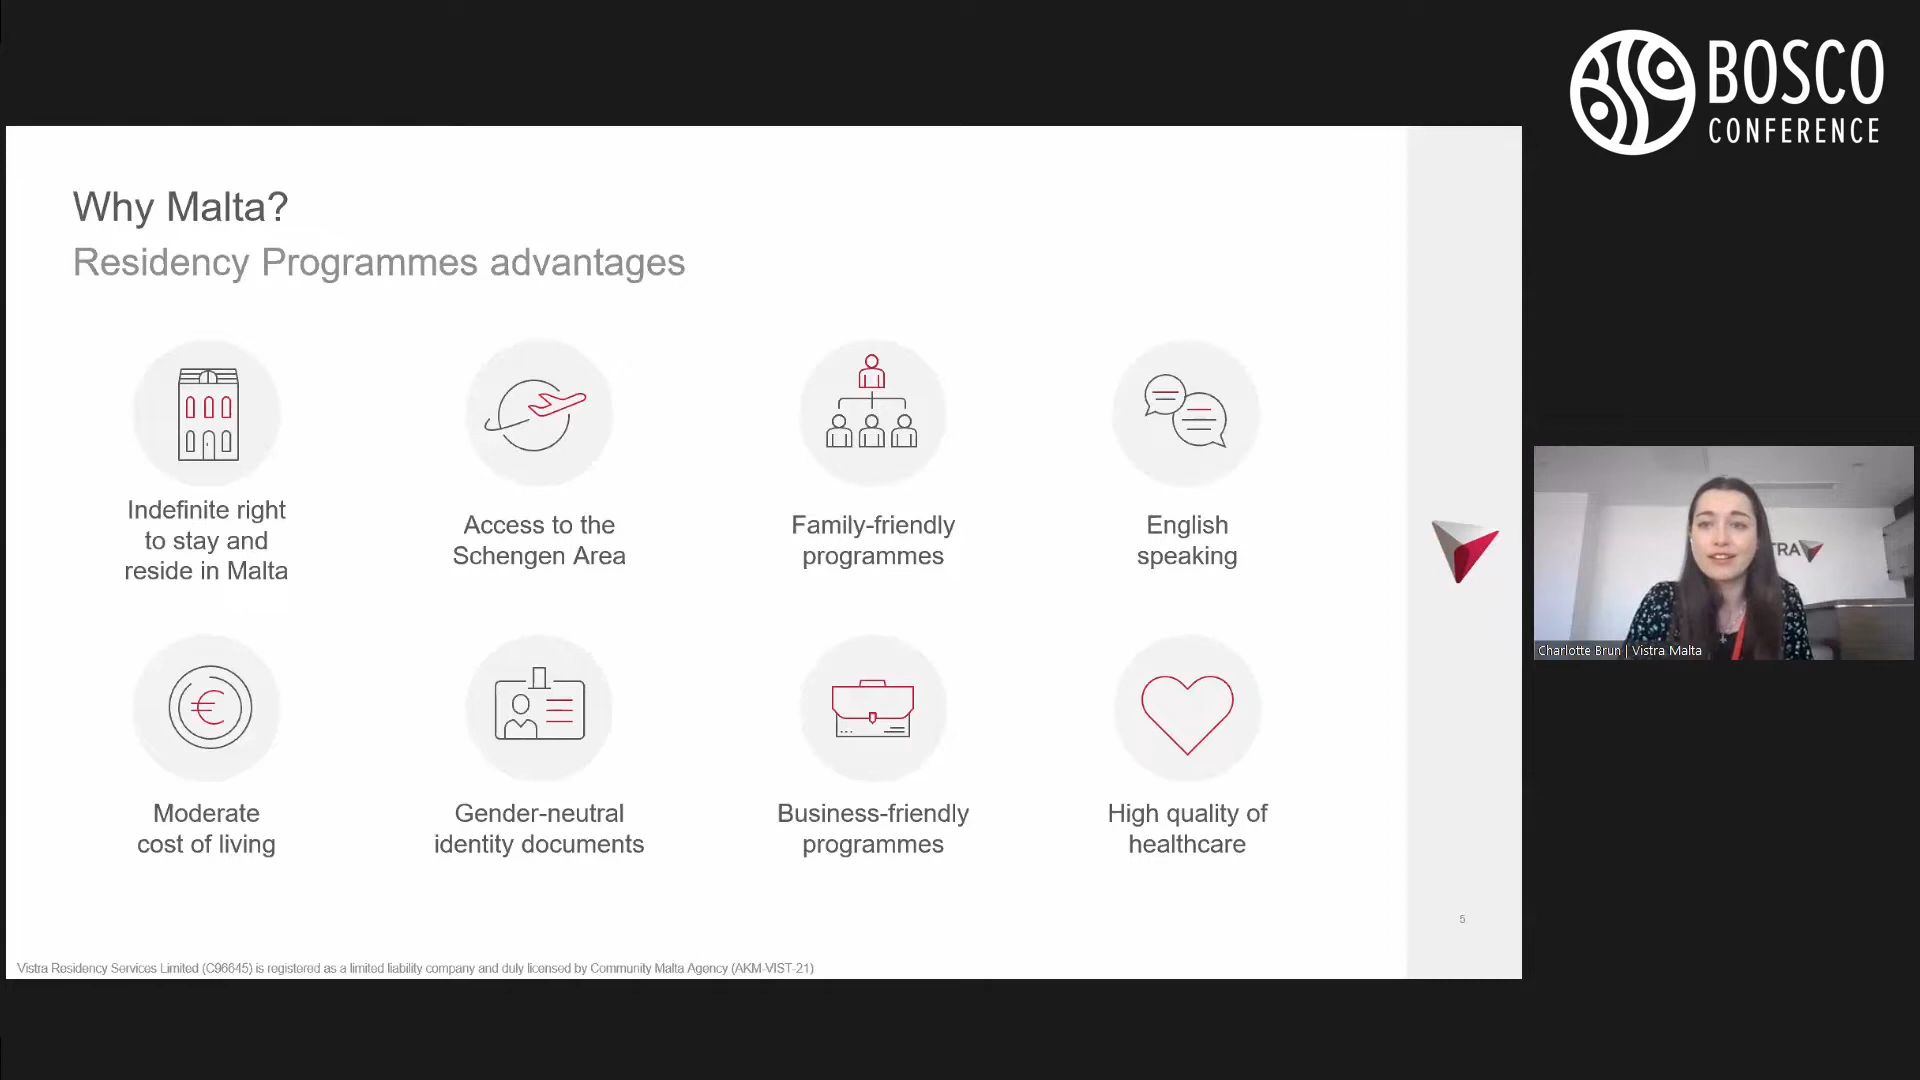 BOSCO
CONFERENCE
Why Malta?
Residency Programmes advantages
Indefinite right
to stay and
reside in Malta
Access to the
Schengen Area
Family-friendly
programmes
English
speaking
Moderate
cost of living
Gender-neutral
identity documents
Business-friendly
programmes
High quality of
healthcare
5
Vistra Residency Services Limited (C96645) is registered as a limited liability company and duly licensed by Community Malta Agency (AKM-VIST-21)
TRA
Charlotte Brun | Vistra Malta